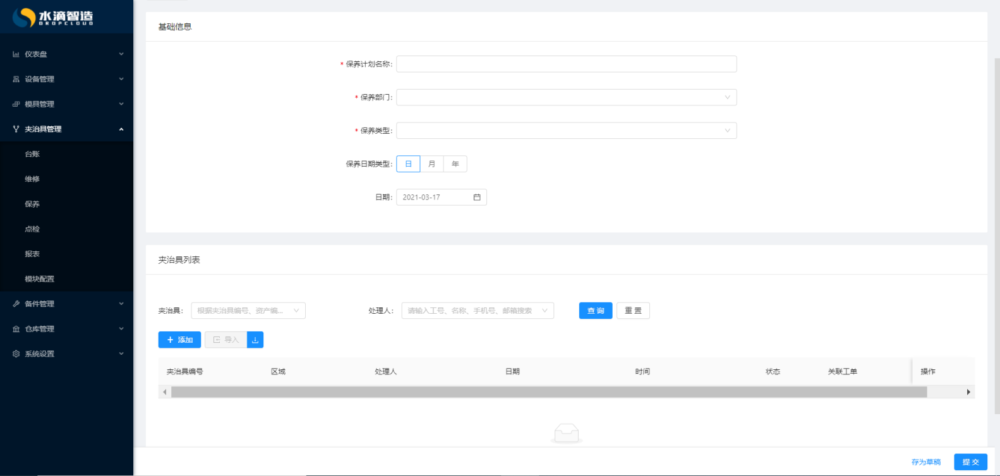 水滴智造
DROPCLOUD
仪表盘
设备管理
模具管理
夹治具管理
台账
维修
保养
点检
报表
模块配置
备件管理
仓库管理
系统设置
基础信息
* 保养计划名称:
* 保养部门:
* 保养类型:
保养日期类型: 日 月 年
日期: 2021-03-17
夹治具列表
夹治具: 根据夹治具编号、资产编... 处理人: 请输入工号、名称、手机号、邮箱搜索 查 询 重 置
+ 添加 导入
夹治具编号 区域 处理人 日期 时间 状态 关联工单 操作
存为草稿 提 交